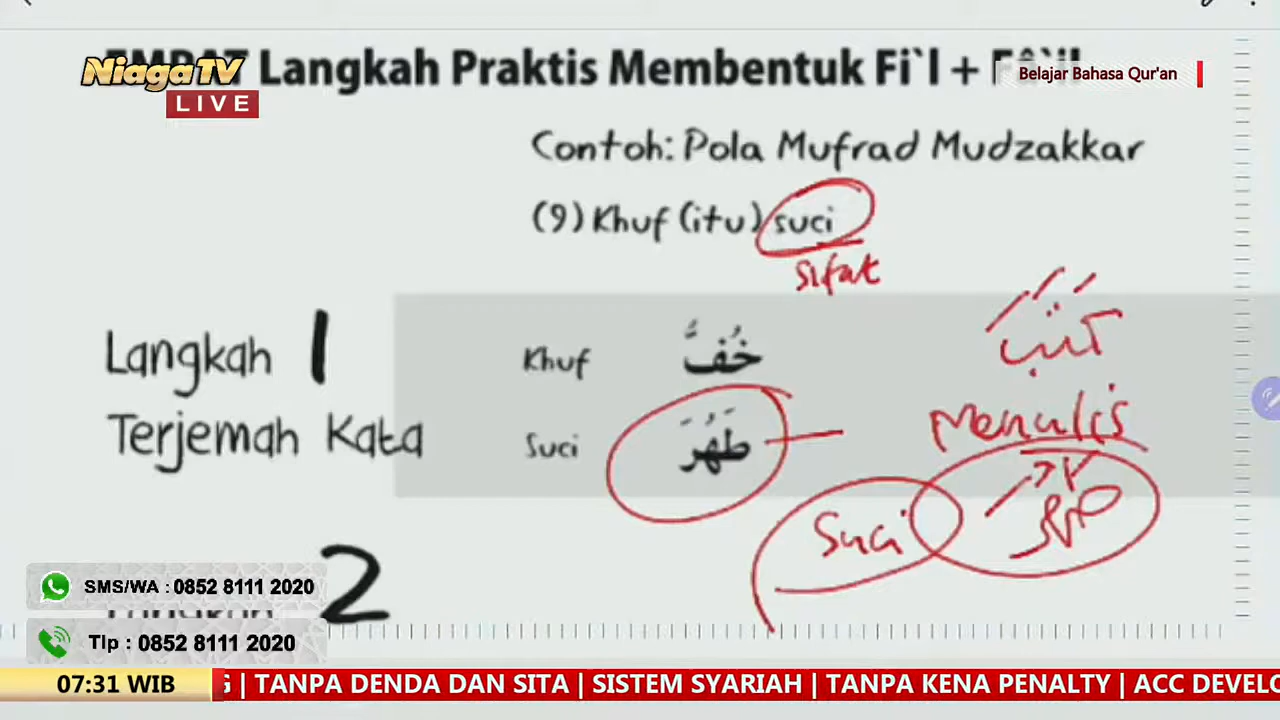 EMPAT Langkah Praktis Membentuk Fi`l + Fâ`il
NiagaTV
LIVE
Belajar Bahasa Qur'an
Contoh: Pola Mufrad Mudzakkar
(9) Khuf (itu) suci
sifat
Langkah 1
Terjemah Kata
Khuf خُفٌّ
Suci طَهُرَ
كتب
Menulis
Suci
Langkah 2
SMS/WA : 0852 8111 2020
Tlp : 0852 8111 2020
07:31 WIB
G | TANPA DENDA DAN SITA | SISTEM SYARIAH | TANPA KENA PENALTY | ACC DEVELO